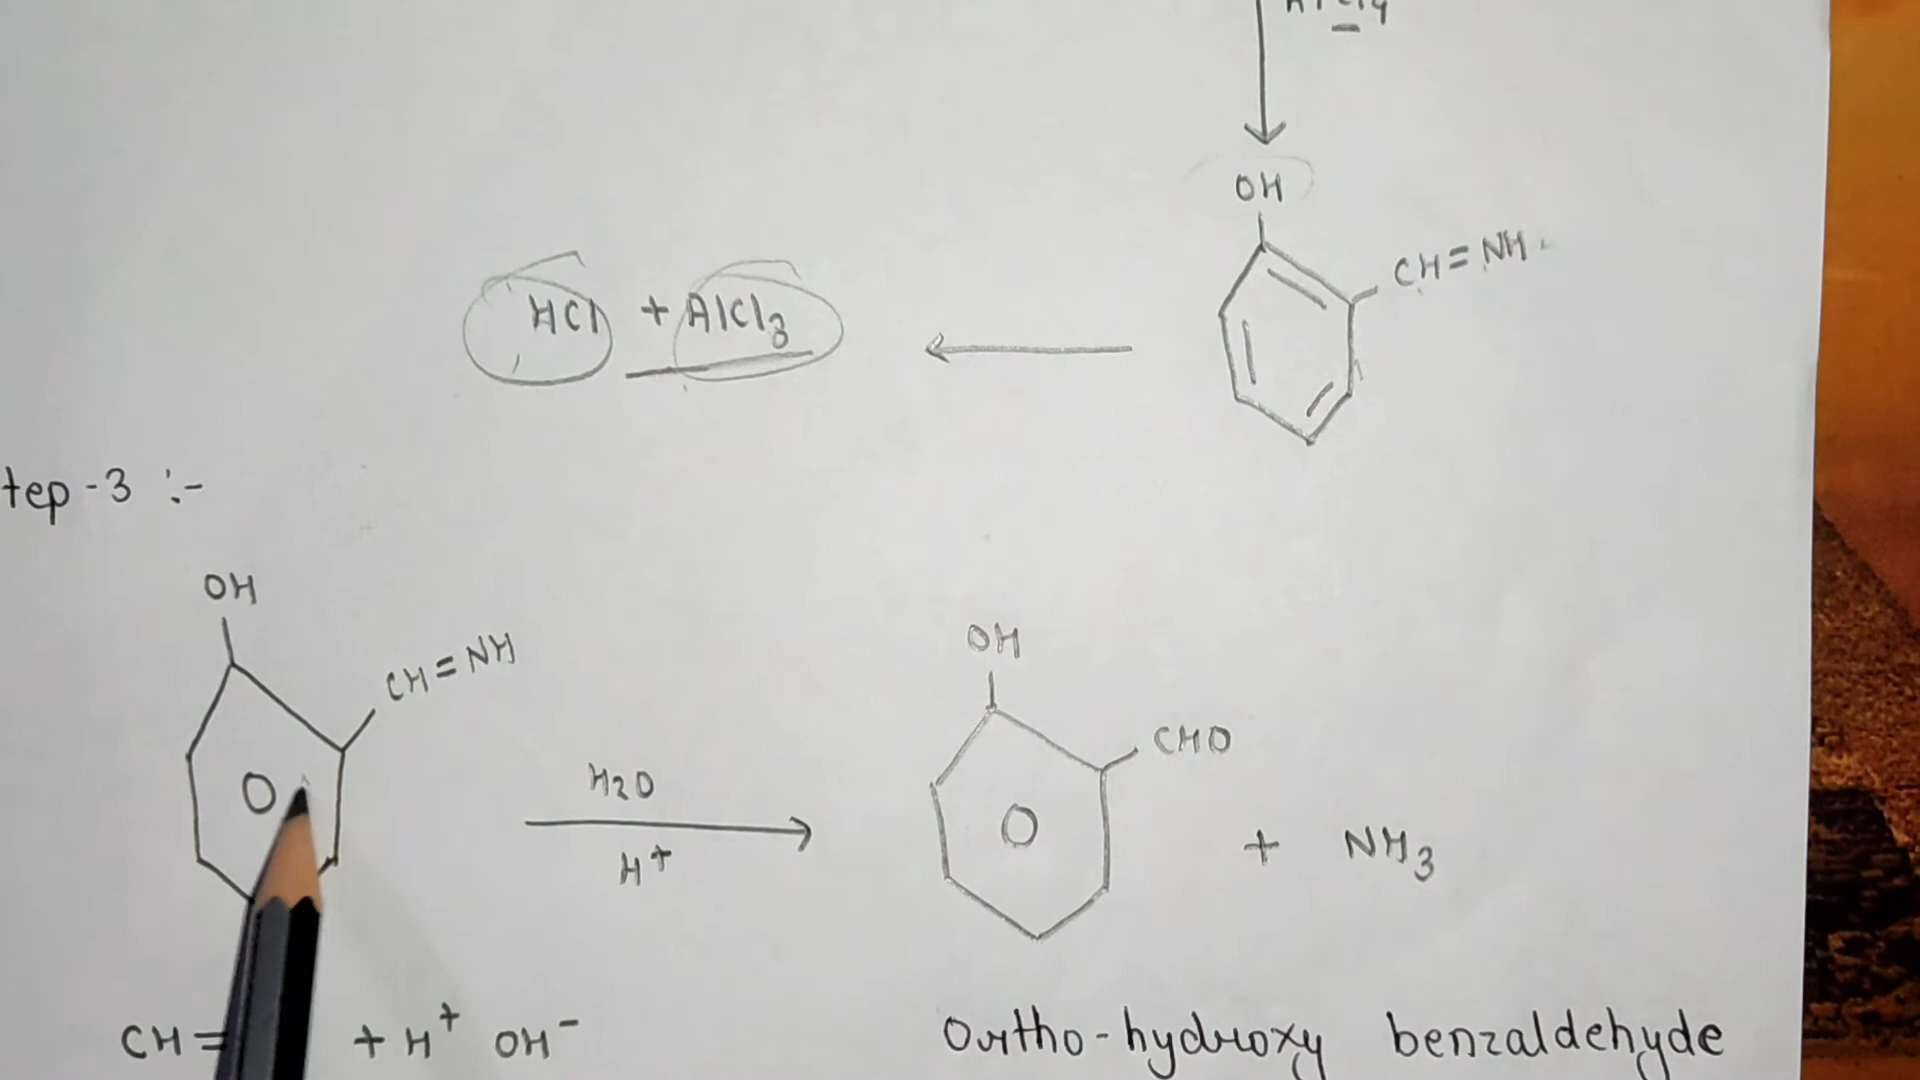 OH
CH=NH
HCl + AlCl3
tep-3 :-
OH
CH=NH
H2O
H+
OH
CHO
+ NH3
CH= + H+ OH-
Ortho-hydroxy benzaldehyde